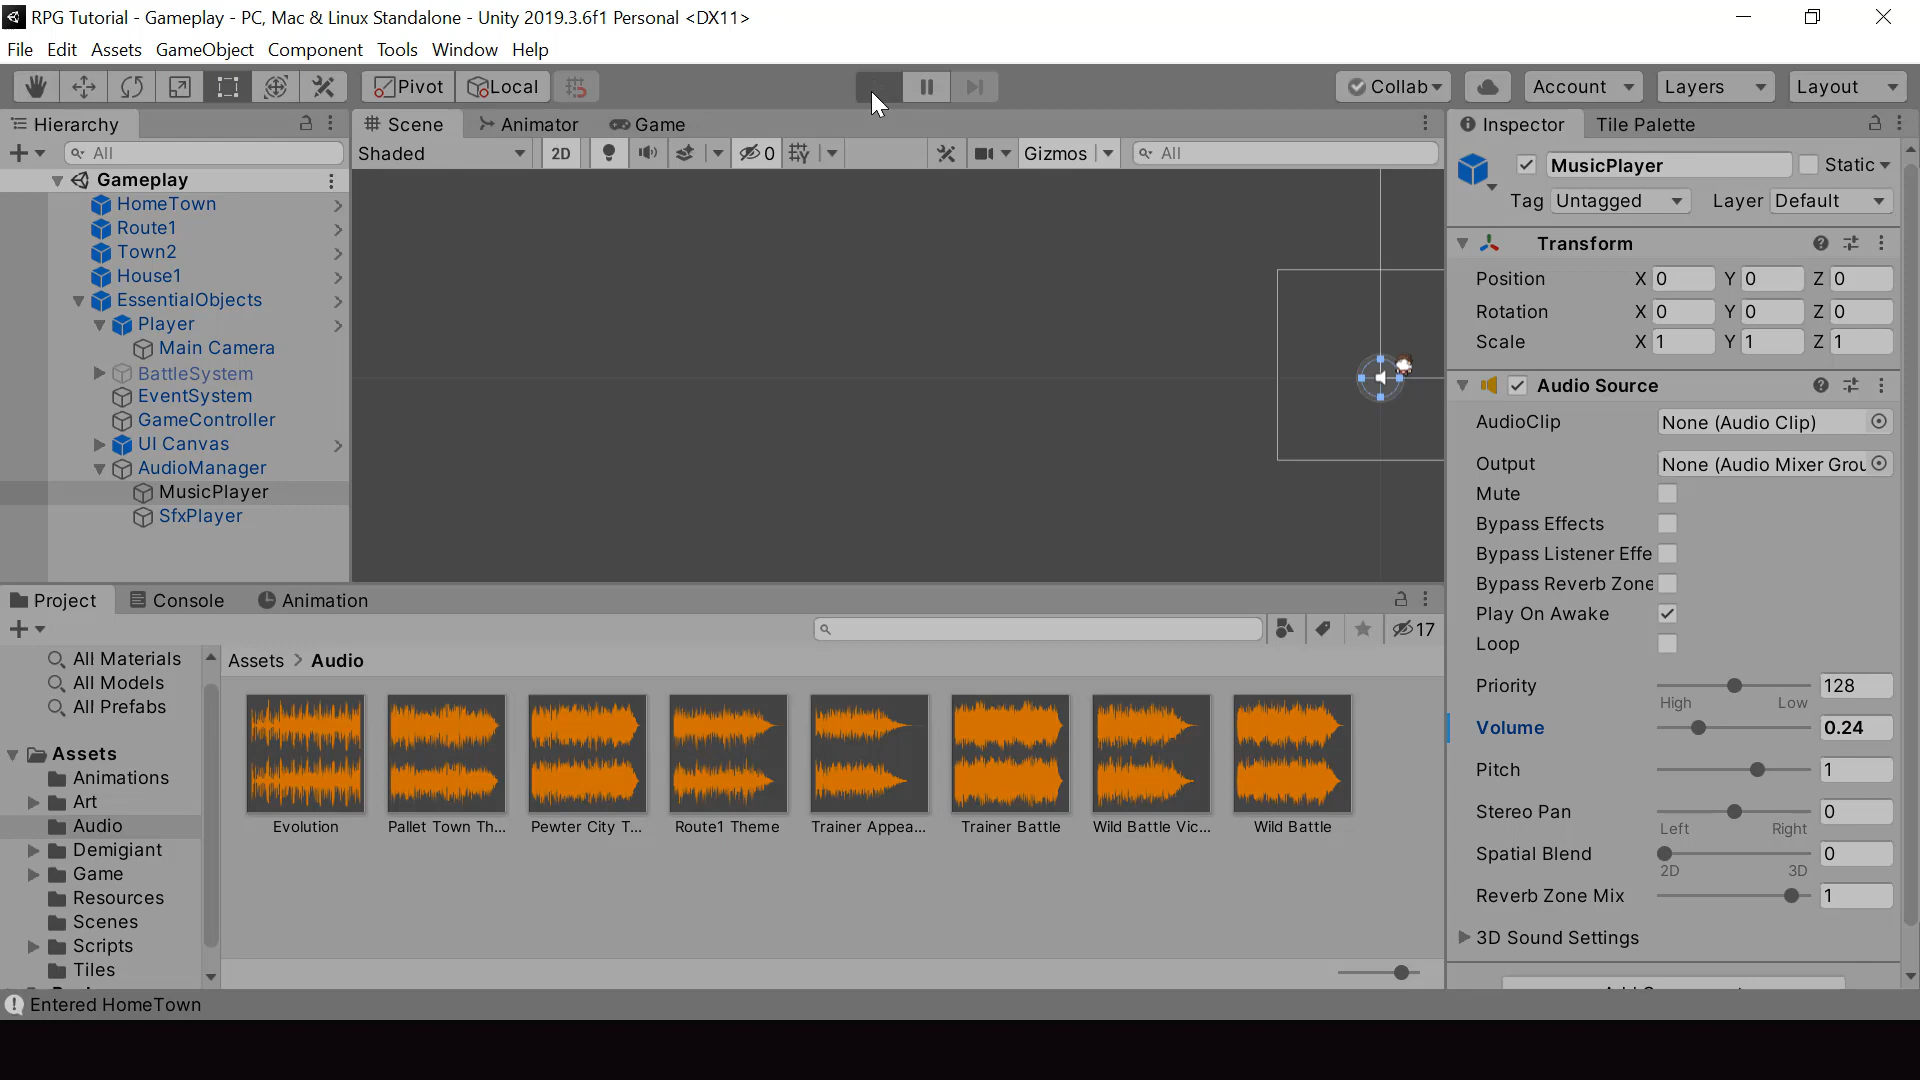 RPG Tutorial - Gameplay - PC, Mac & Linux Standalone - Unity 2019.3.6f1 Personal <DX11>
File Edit Assets GameObject Component Tools Window Help
Pivot Local Collab Account Layers Layout
Hierarchy
All
Gameplay
HomeTown
Route1
Town2
House1
EssentialObjects
Player
Main Camera
BattleSystem
EventSystem
GameController
UI Canvas
AudioManager
MusicPlayer
SfxPlayer
Scene Animator Game
Shaded 2D 0 Gizmos All
Inspector Tile Palette
MusicPlayer Static
Tag Untagged Layer Default
Transform
Position X 0 Y 0 Z 0
Rotation X 0 Y 0 Z 0
Scale X 1 Y 1 Z 1
Audio Source
AudioClip None (Audio Clip)
Output None (Audio Mixer Grou
Mute
Bypass Effects
Bypass Listener Effe
Bypass Reverb Zone
Play On Awake
Loop
Priority 128
High Low
Volume 0.24
Pitch 1
Stereo Pan 0
Left Right
Spatial Blend 0
2D 3D
Reverb Zone Mix 1
3D Sound Settings
Project Console Animation
17
All Materials
All Models
All Prefabs
Assets
Animations
Art
Audio
Demigiant
Game
Resources
Scenes
Scripts
Tiles
Assets > Audio
Evolution Pallet Town Th... Pewter City T... Route1 Theme Trainer Appea... Trainer Battle Wild Battle Vic... Wild Battle
Entered HomeTown